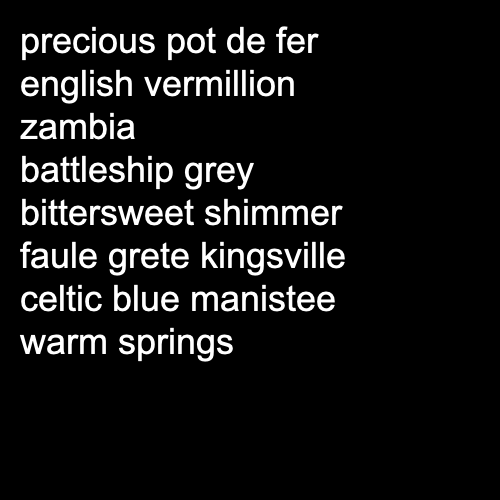 precious pot de fer
english vermillion
zambia
battleship grey
bittersweet shimmer
faule grete kingsville
celtic blue manistee
warm springs